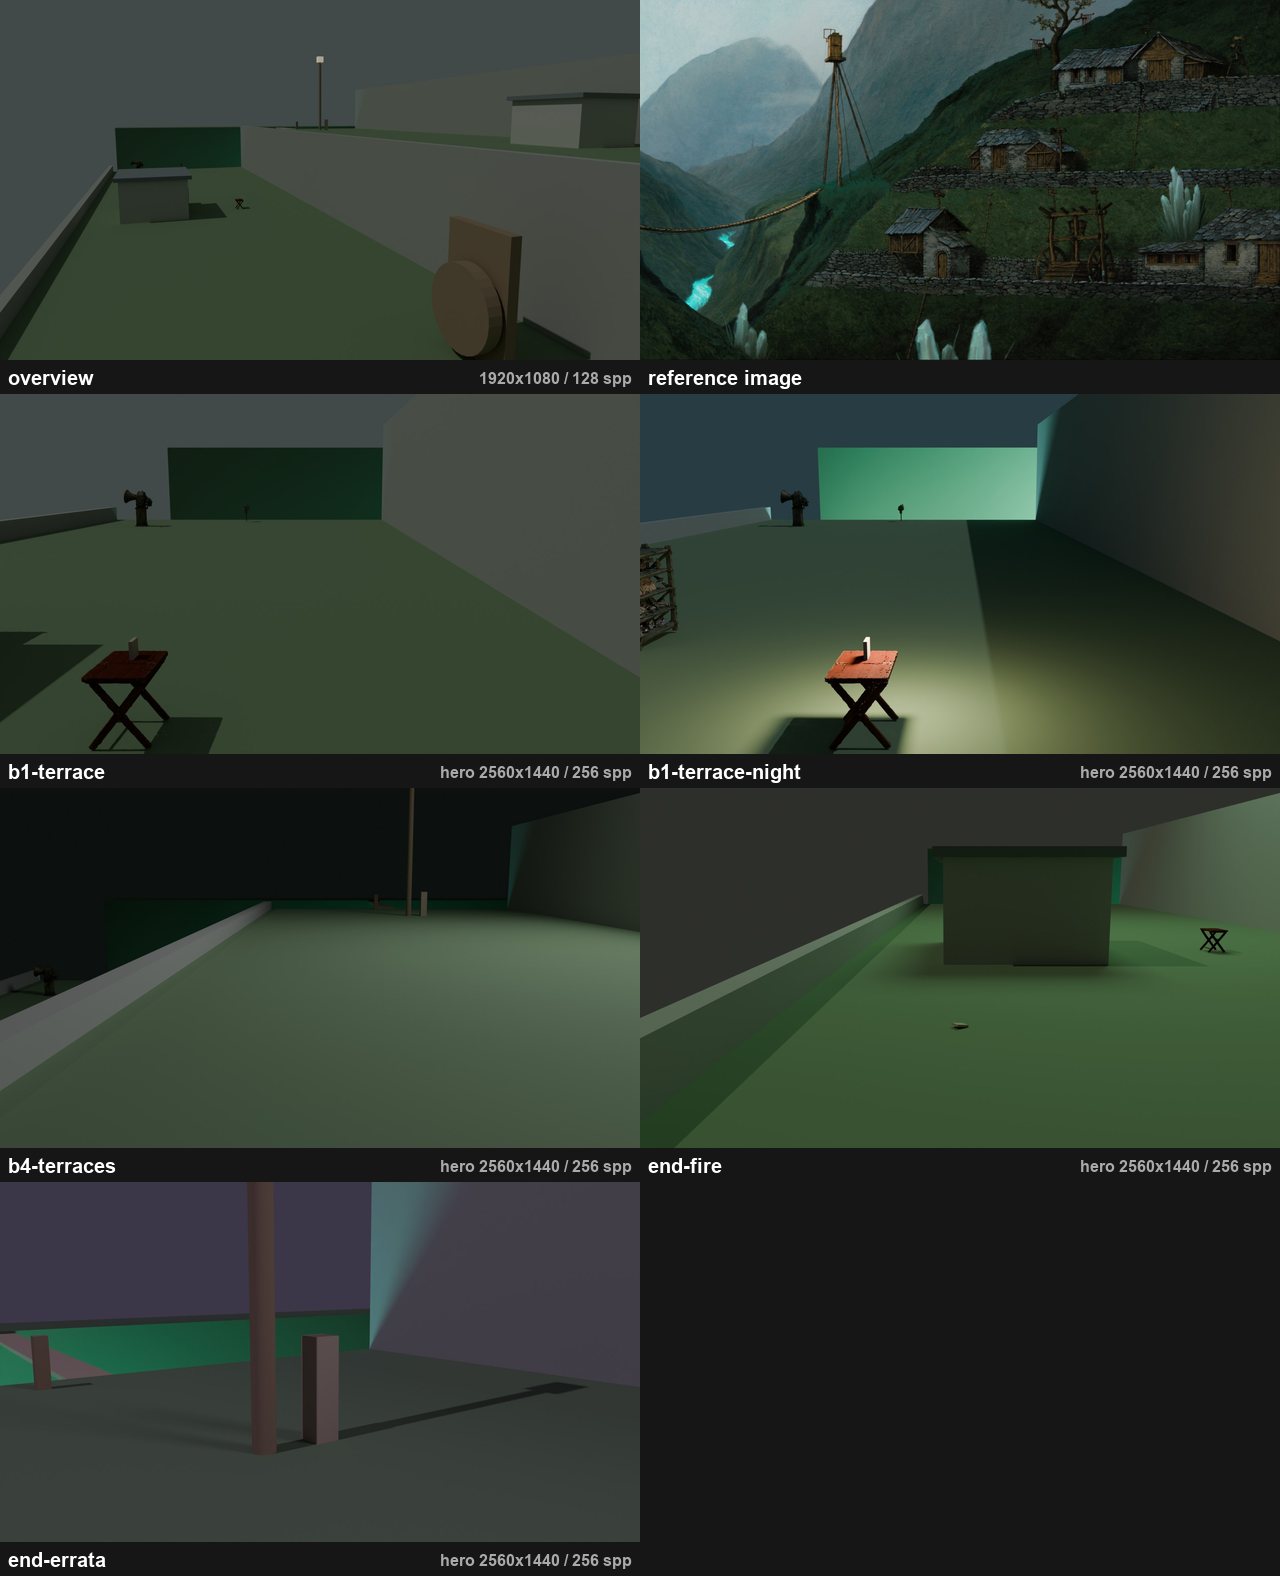 overview
1920x1080 / 128 spp
reference image
b1-terrace
hero 2560x1440 / 256 spp
b1-terrace-night
hero 2560x1440 / 256 spp
b4-terraces
hero 2560x1440 / 256 spp
end-fire
hero 2560x1440 / 256 spp
end-errata
hero 2560x1440 / 256 spp